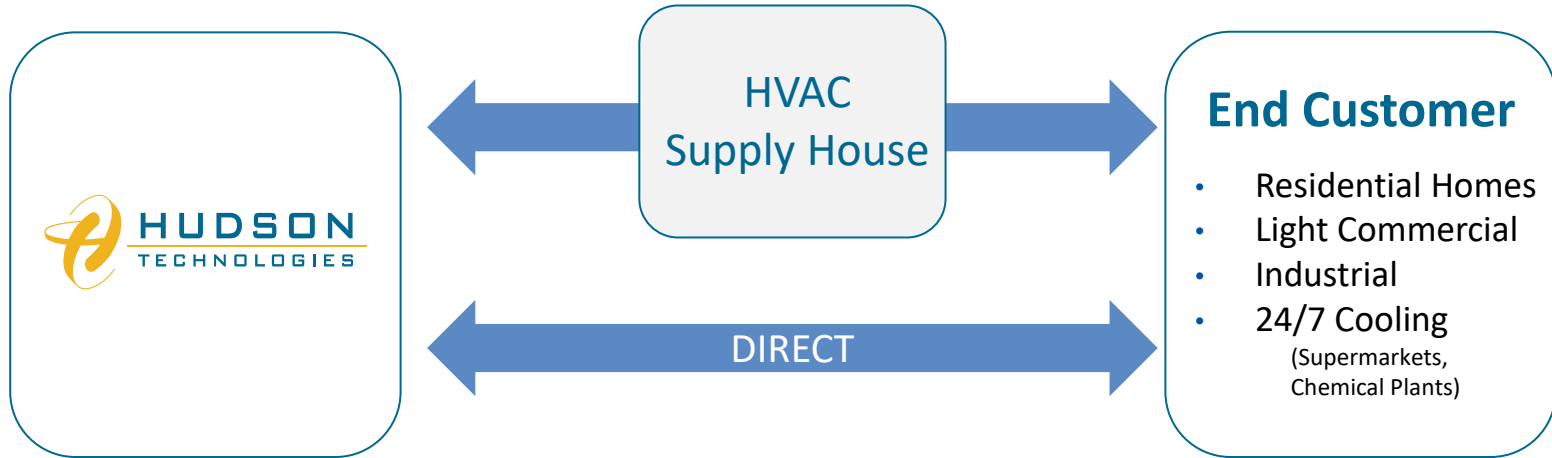 HUDSON
TECHNOLOGIES
HVAC
Supply House
DIRECT
End Customer
• Residential Homes
• Light Commercial
• Industrial
• 24/7 Cooling
(Supermarkets,
Chemical Plants)